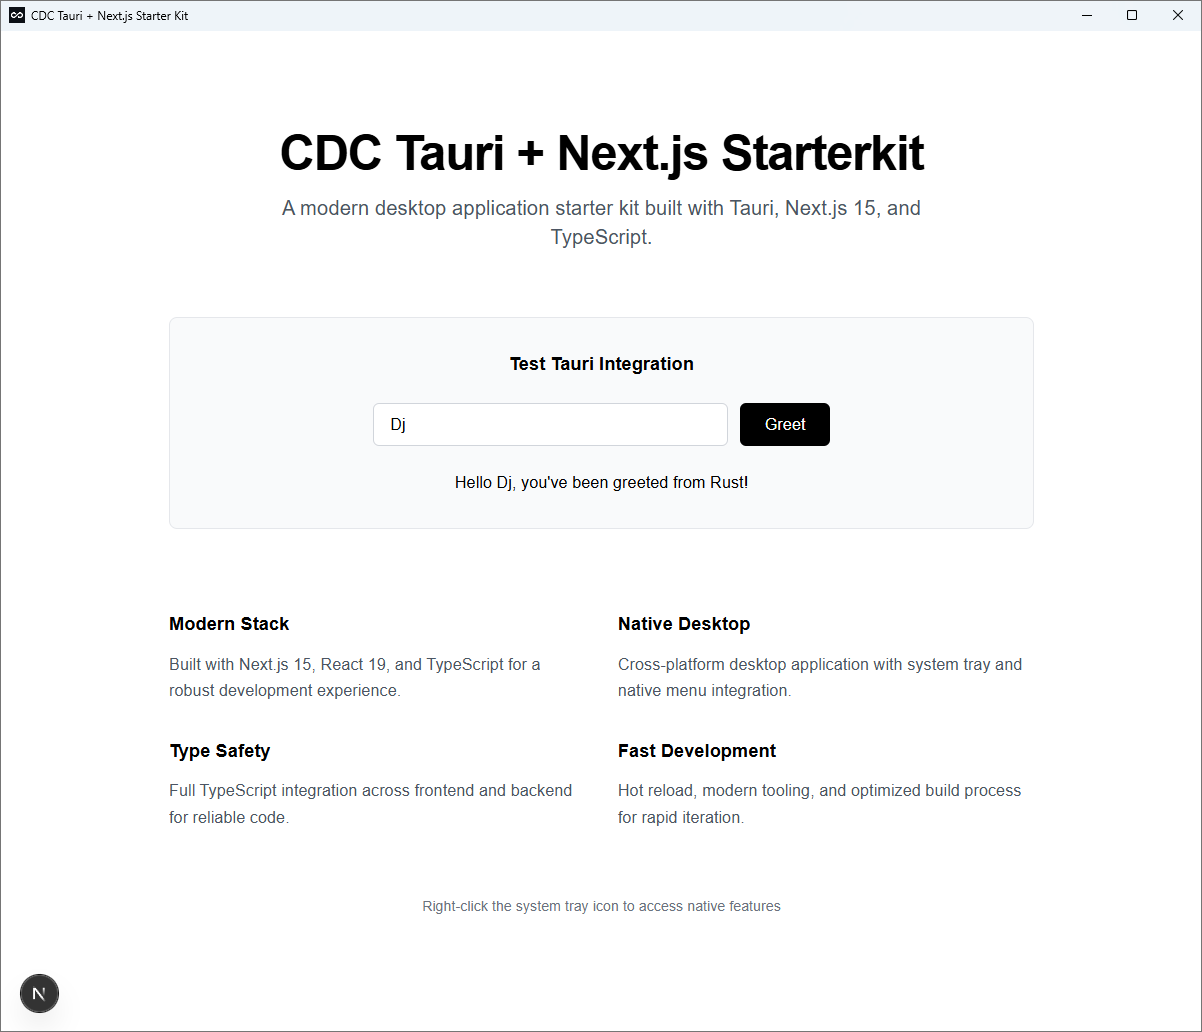 CDC Tauri + Next.js Starter Kit
CDC Tauri + Next.js Starterkit
A modern desktop application starter kit built with Tauri, Next.js 15, and
TypeScript.
Test Tauri Integration
Dj
Greet
Hello Dj, you've been greeted from Rust!
Modern Stack
Built with Next.js 15, React 19, and TypeScript for a
robust development experience.
Native Desktop
Cross-platform desktop application with system tray and
native menu integration.
Type Safety
Full TypeScript integration across frontend and backend
for reliable code.
Fast Development
Hot reload, modern tooling, and optimized build process
for rapid iteration.
Right-click the system tray icon to access native features
N